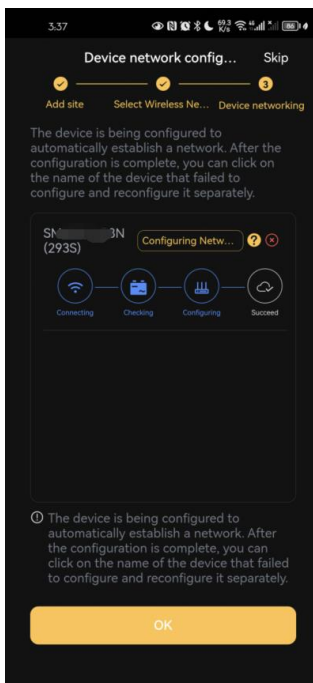 3:37
69.3 K/s
86
Device network config...
Skip
3
Add site
Select Wireless Ne...
Device networking
The device is being configured to
automatically establish a network. After the
configuration is complete, you can click on
the name of the device that failed to
configure and reconfigure it separately.
(293S)
Configuring Netw...
?
Connecting
Checking
Configuring
Succeed
The device is being configured to
automatically establish a network. After
the configuration is complete, you can
click on the name of the device that failed
to configure and reconfigure it separately.
OK